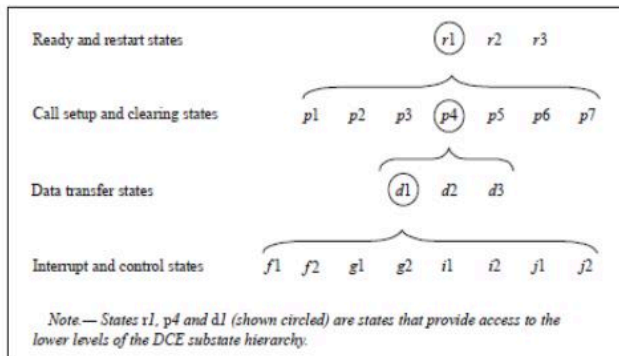 Ready and restart states r1 r2 r3
Call setup and clearing states p1 p2 p3 p4 p5 p6 p7
Data transfer states d1 d2 d3
Interrupt and control states f1 f2 g1 g2 i1 i2 j1 j2
Note.— States r1, p4 and d1 (shown circled) are states that provide access to the
lower levels of the DCE substate hierarchy.